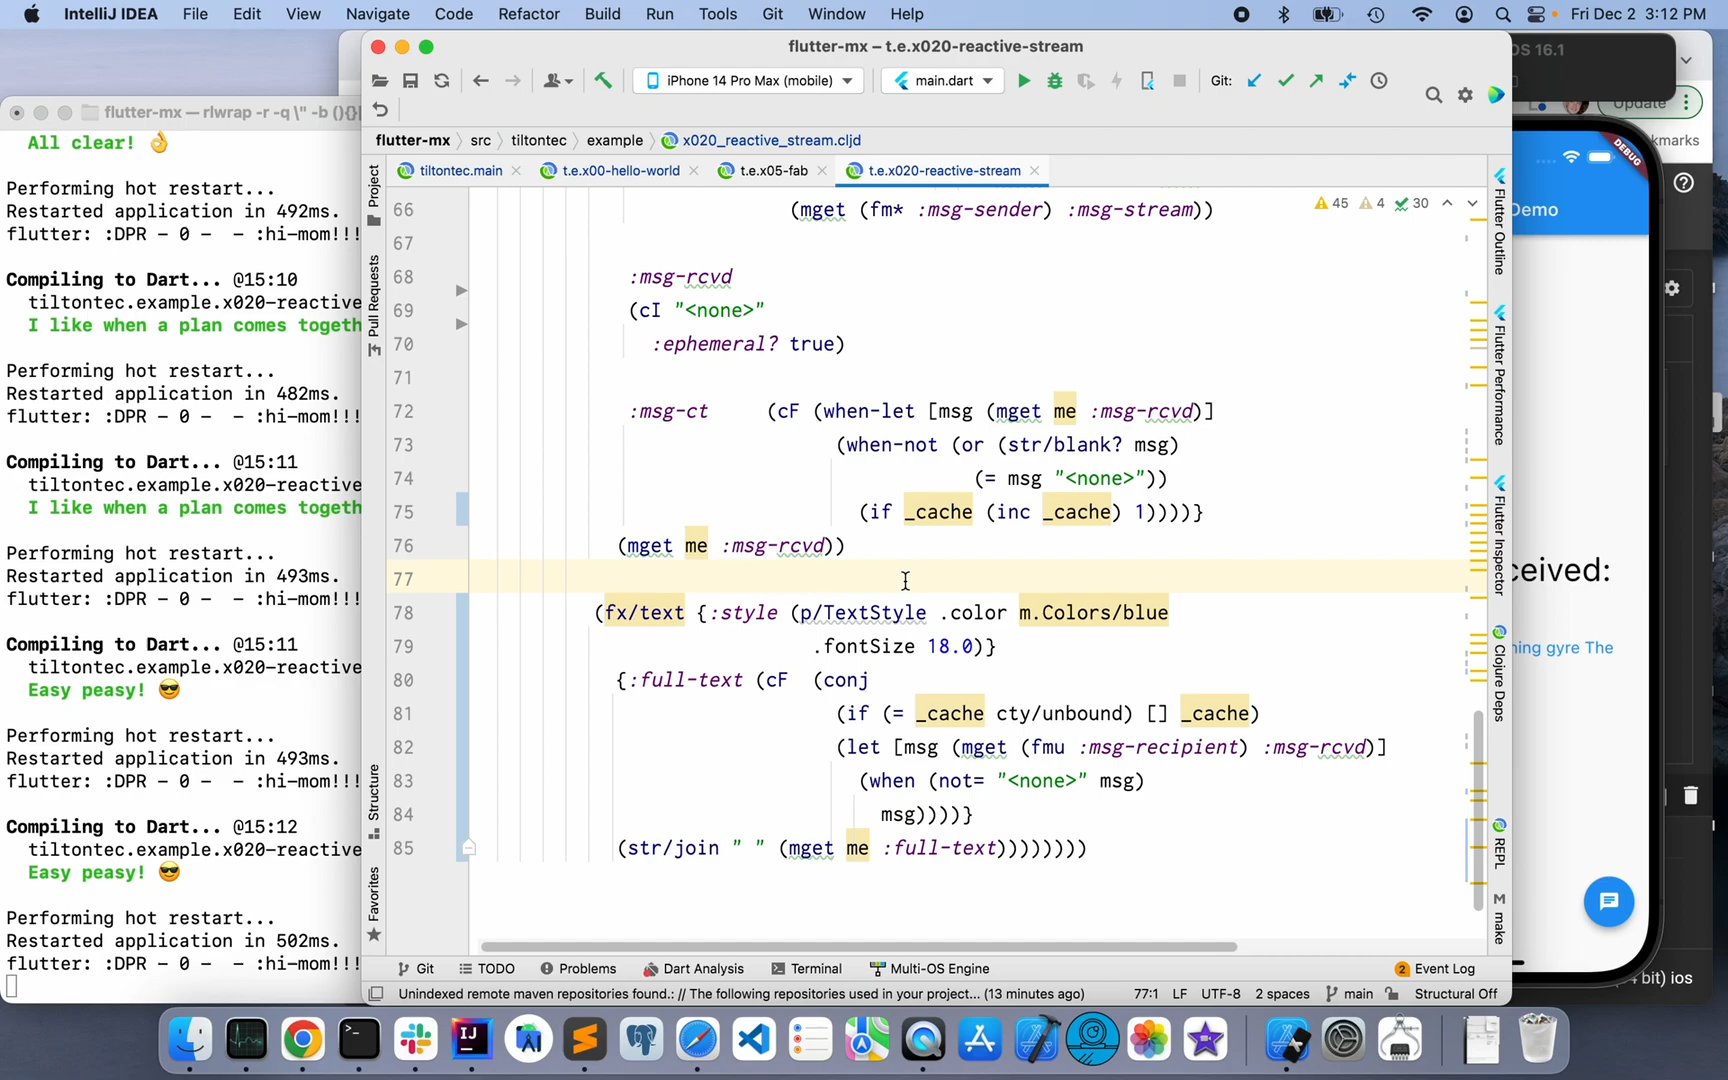 IntelliJ IDEA File Edit View Navigate Code Refactor Build Run Tools Git Window Help Fri Dec 2 3:12 PM
flutter-mx – t.e.x020-reactive-stream
OS 16.1
iPhone 14 Pro Max (mobile) main.dart Git:
Update
flutter-mx — rlwrap -r -q \" -b (){}[
flutter-mx src tiltontec example x020_reactive_stream.cljd
tiltontec.main t.e.x00-hello-world t.e.x05-fab t.e.x020-reactive-stream
All clear! 👌
Performing hot restart...
Restarted application in 492ms.
flutter: :DPR – 0 – – :hi-mom!!!
Compiling to Dart... @15:10
tiltontec.example.x020-reactive
I like when a plan comes togeth
Performing hot restart...
Restarted application in 482ms.
flutter: :DPR – 0 – – :hi-mom!!!
Compiling to Dart... @15:11
tiltontec.example.x020-reactive
I like when a plan comes togeth
Performing hot restart...
Restarted application in 493ms.
flutter: :DPR – 0 – – :hi-mom!!!
Compiling to Dart... @15:11
tiltontec.example.x020-reactive
Easy peasy! 😎
Performing hot restart...
Restarted application in 493ms.
flutter: :DPR – 0 – – :hi-mom!!!
Compiling to Dart... @15:12
tiltontec.example.x020-reactive
Easy peasy! 😎
Performing hot restart...
Restarted application in 502ms.
flutter: :DPR – 0 – – :hi-mom!!!
Project
Pull Requests
Structure
Favorites
45 4 30
66 (mget (fm* :msg-sender) :msg-stream))
67
68 :msg-rcvd
69 (cI "<none>"
70 :ephemeral? true)
71
72 :msg-ct (cF (when-let [msg (mget me :msg-rcvd)]
73 (when-not (or (str/blank? msg)
74 (= msg "<none>"))
75 (if _cache (inc _cache) 1))))}
76 (mget me :msg-rcvd))
77
78 (fx/text {:style (p/TextStyle .color m.Colors/blue
79 .fontSize 18.0)}
80 {:full-text (cF (conj
81 (if (= _cache cty/unbound) [] _cache)
82 (let [msg (mget (fmu :msg-recipient) :msg-rcvd)]
83 (when (not= "<none>" msg)
84 msg))))}
85 (str/join " " (mget me :full-text))))))))
Flutter Outline
Flutter Performance
Flutter Inspector
Clojure Deps
REPL
make
kmarks
DEBUG
Demo
ceived:
ning gyre The
bit) ios
Git TODO Problems Dart Analysis Terminal Multi-OS Engine 2 Event Log
Unindexed remote maven repositories found.: // The following repositories used in your project... (13 minutes ago) 77:1 LF UTF-8 2 spaces main Structural Off